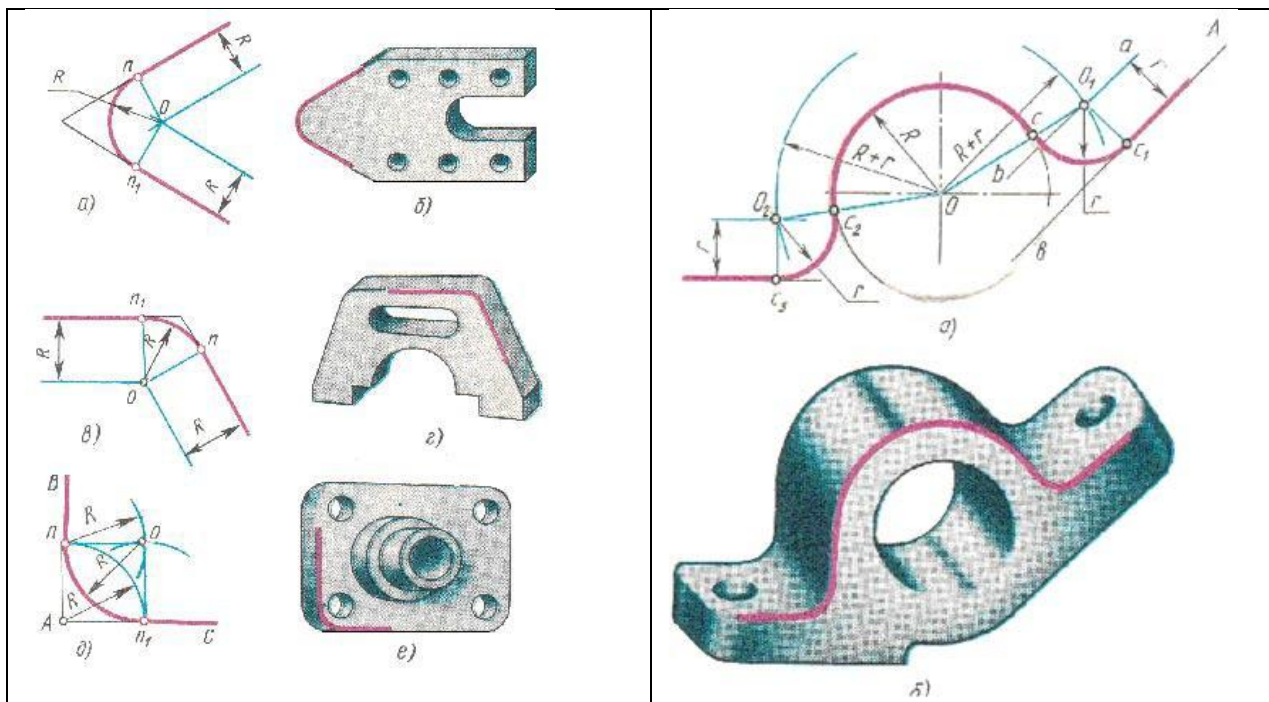 n
R
R
O
R
n₁
а)
б)
n₁
R
R
n
O
R
в)
г)
B
R
n
O
R
R
A
n₁
C
д)
е)
A
a
O₁
r
R
R+r
R+r
c
c₁
b
O
r
O₂
c₂
r
r
c₃
в
а)
б)